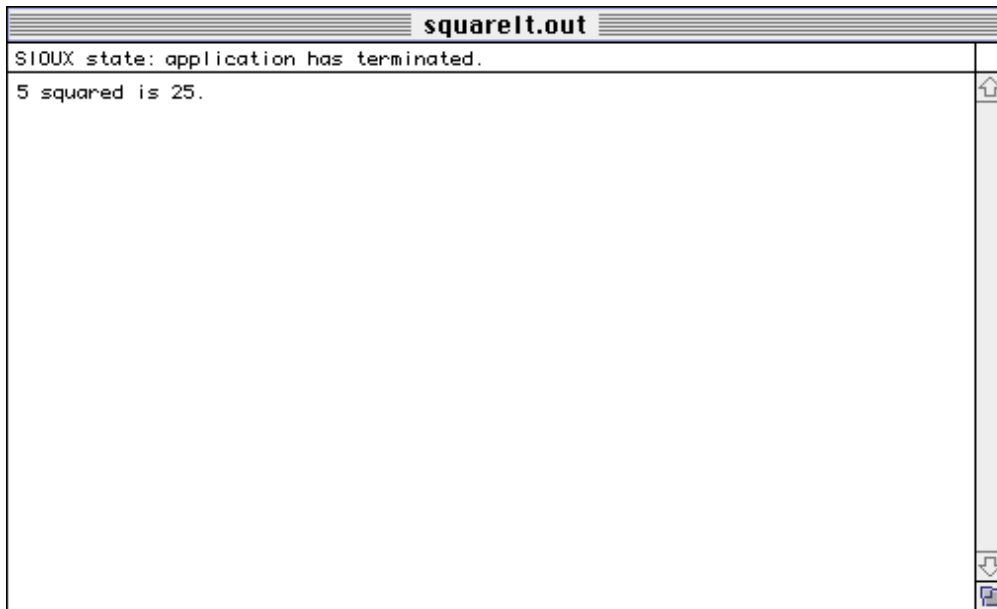 squareIt.out
SIOUX state: application has terminated.
5 squared is 25.